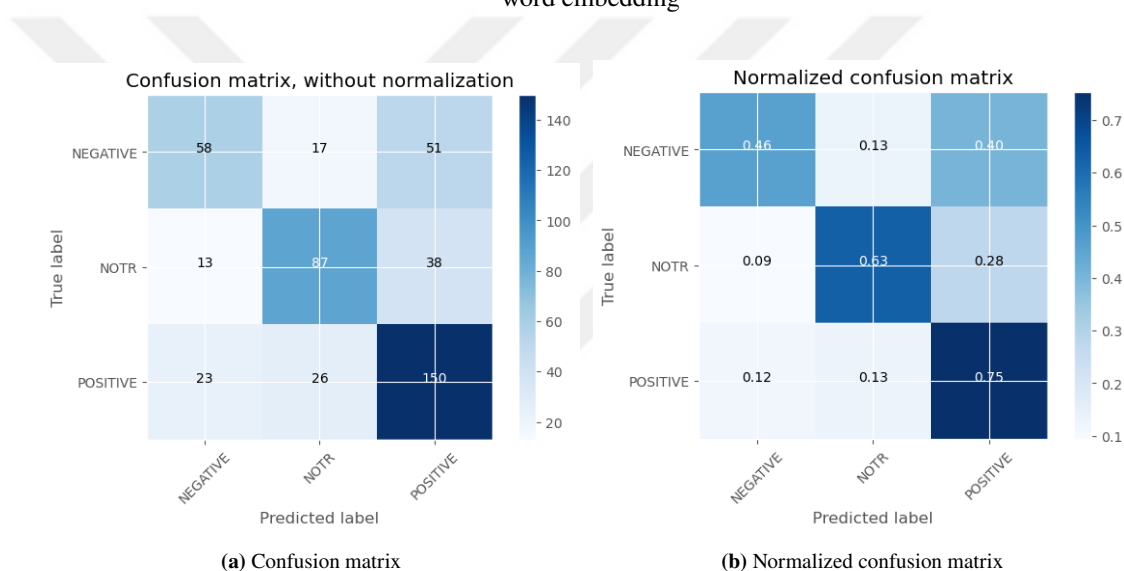 word embedding
Confusion matrix, without normalization
NEGATIVE 58 17 51
NOTR 13 87 38
POSITIVE 23 26 150
140
120
100
80
60
40
20
True label
NEGATIVE NOTR POSITIVE
Predicted label
(a) Confusion matrix
Normalized confusion matrix
NEGATIVE 0.46 0.13 0.40
NOTR 0.09 0.63 0.28
POSITIVE 0.12 0.13 0.75
0.7
0.6
0.5
0.4
0.3
0.2
0.1
True label
NEGATIVE NOTR POSITIVE
Predicted label
(b) Normalized confusion matrix